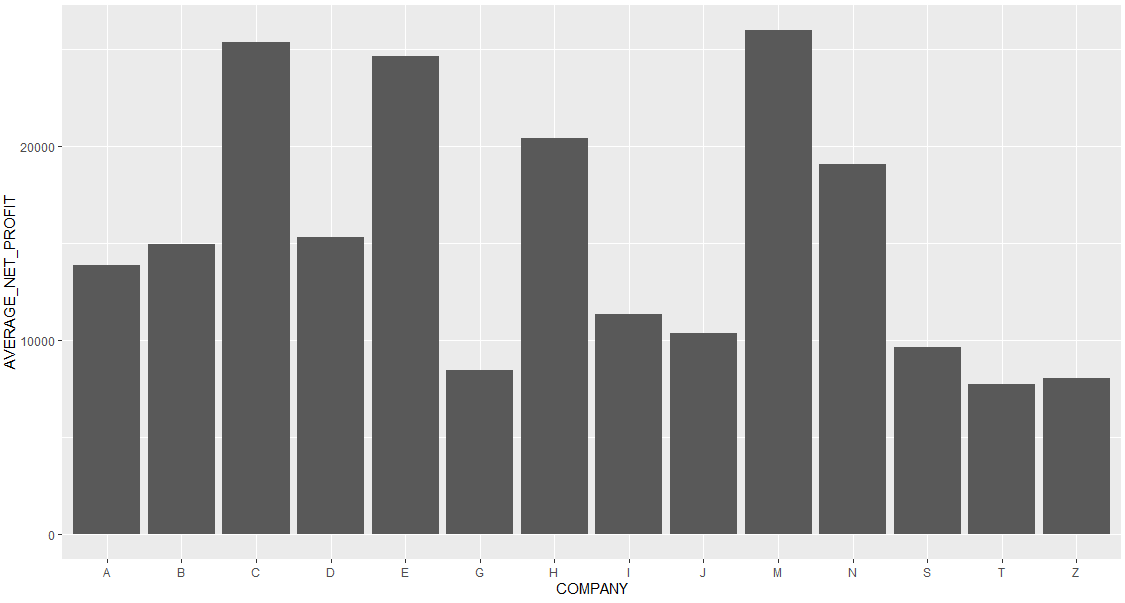 AVERAGE_NET_PROFIT
20000
10000
0
A B C D E G H I J M N S T Z
COMPANY